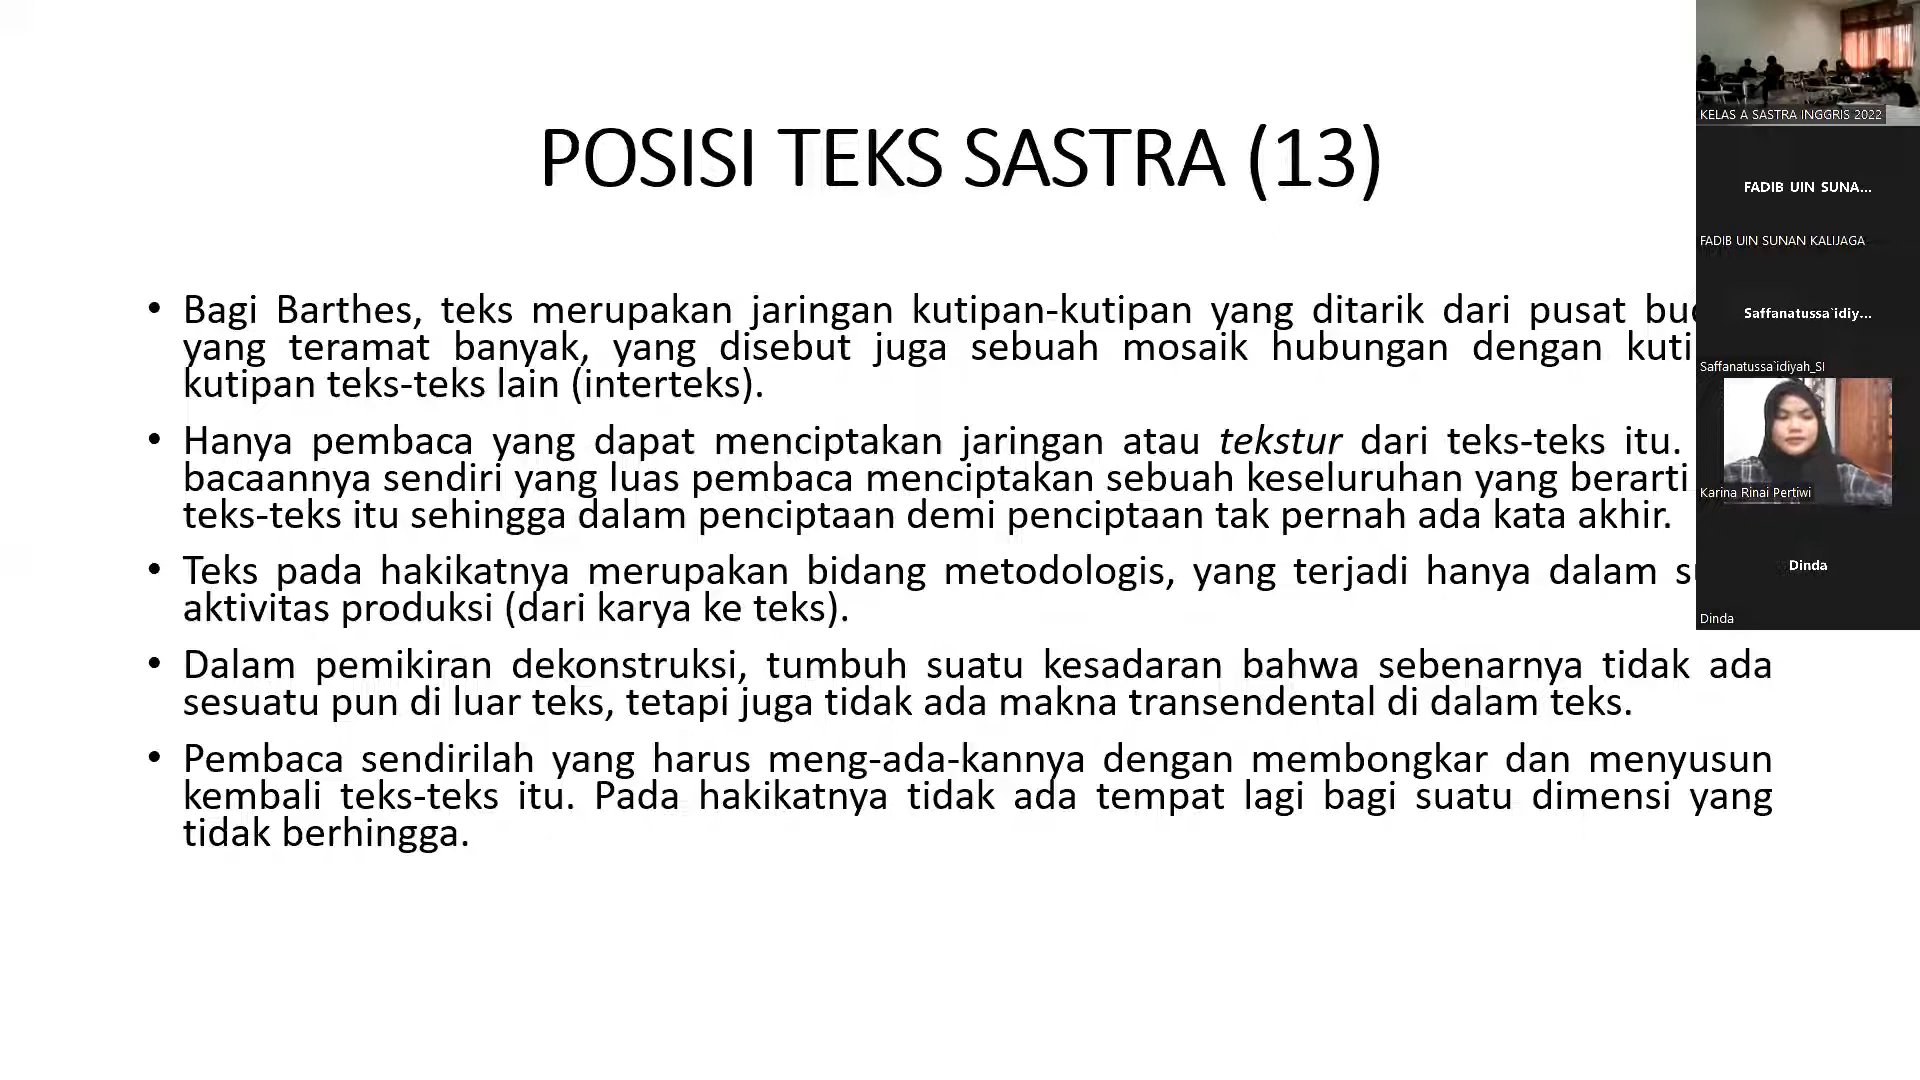 POSISI TEKS SASTRA (13)
• Bagi Barthes, teks merupakan jaringan kutipan-kutipan yang ditarik dari pusat
yang teramat banyak, yang disebut juga sebuah mosaik hubungan dengan
kutipan teks-teks lain (interteks).
• Hanya pembaca yang dapat menciptakan jaringan atau tekstur dari teks-teks itu.
bacaannya sendiri yang luas pembaca menciptakan sebuah keseluruhan yang berarti
teks-teks itu sehingga dalam penciptaan demi penciptaan tak pernah ada kata akhir.
• Teks pada hakikatnya merupakan bidang metodologis, yang terjadi hanya dalam
aktivitas produksi (dari karya ke teks).
• Dalam pemikiran dekonstruksi, tumbuh suatu kesadaran bahwa sebenarnya tidak ada
sesuatu pun di luar teks, tetapi juga tidak ada makna transendental di dalam teks.
• Pembaca sendirilah yang harus meng-ada-kannya dengan membongkar dan menyusun
kembali teks-teks itu. Pada hakikatnya tidak ada tempat lagi bagi suatu dimensi yang
tidak berhingga.
KELAS A SASTRA INGGRIS 2022
FADIB UIN SUNA...
FADIB UIN SUNAN KALIJAGA
Saffanatussa`idiy...
Saffanatussa`idiyah_SI
Karina Rinai Pertiwi
Dinda
Dinda